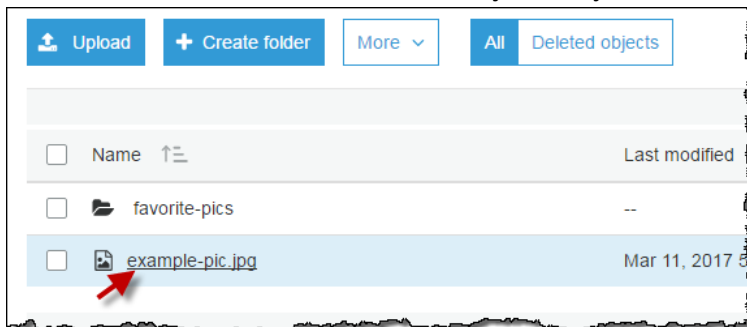 Upload Create folder More All Deleted objects
Name Last modified
favorite-pics --
example-pic.jpg Mar 11, 2017